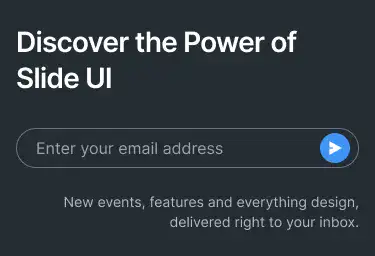 Discover the Power of
Slide UI
Enter your email address
New events, features and everything design,
delivered right to your inbox.